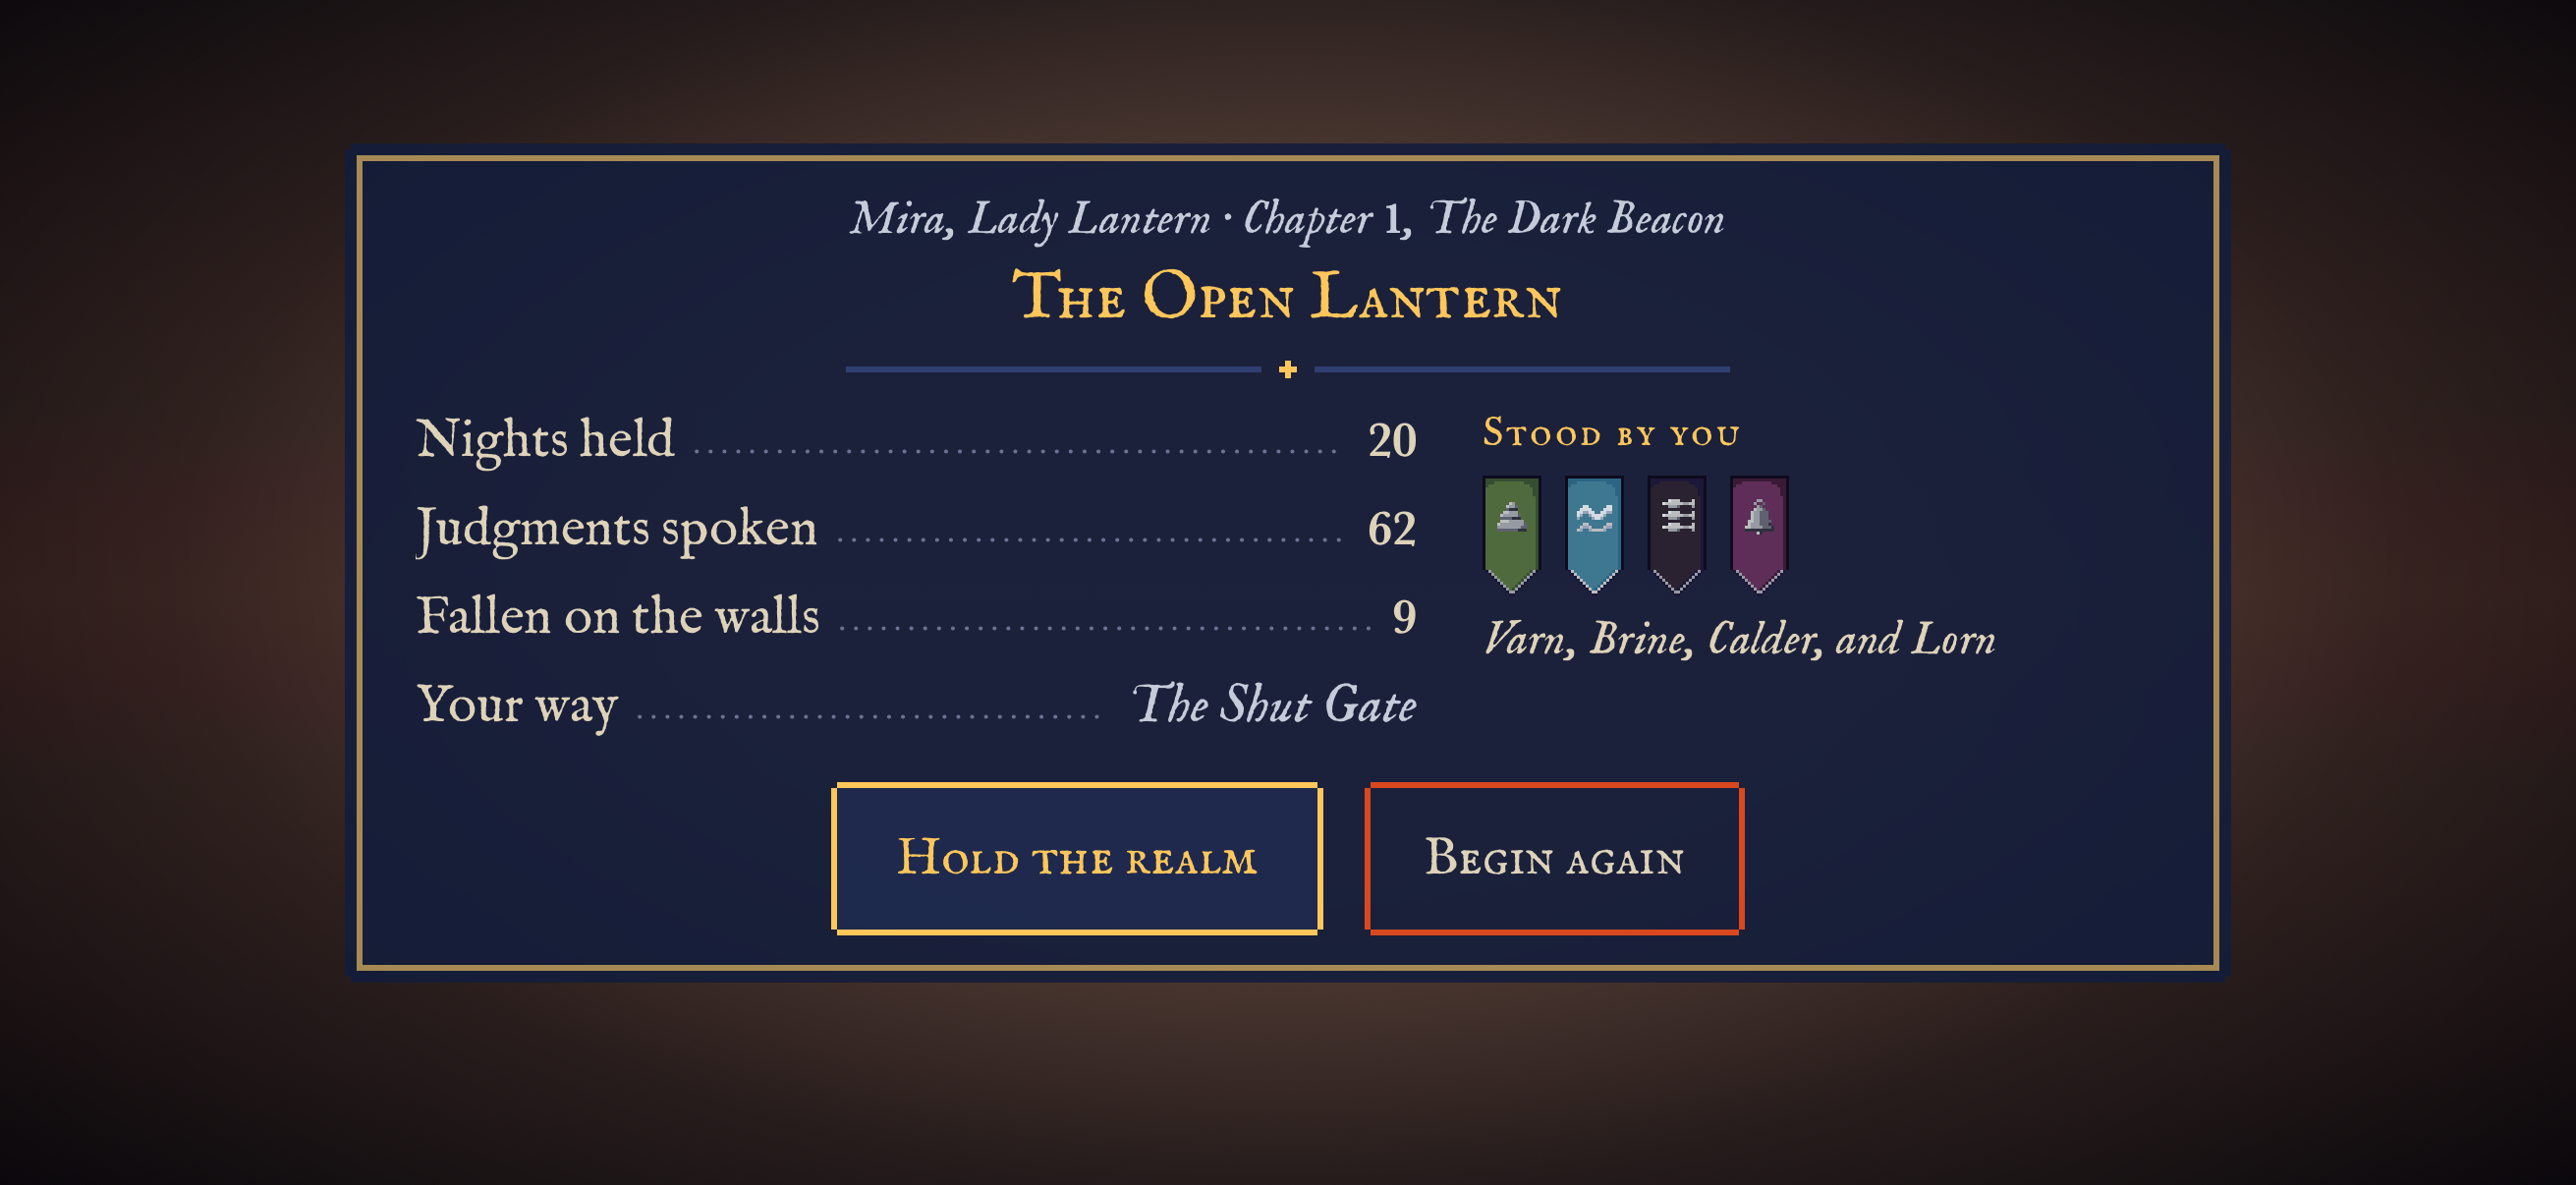 Mira, Lady Lantern · Chapter 1, The Dark Beacon
The Open Lantern
Nights held 20
Judgments spoken 62
Fallen on the walls 9
Your way The Shut Gate
Stood by you
Varn, Brine, Calder, and Lorn
Hold the realm
Begin again